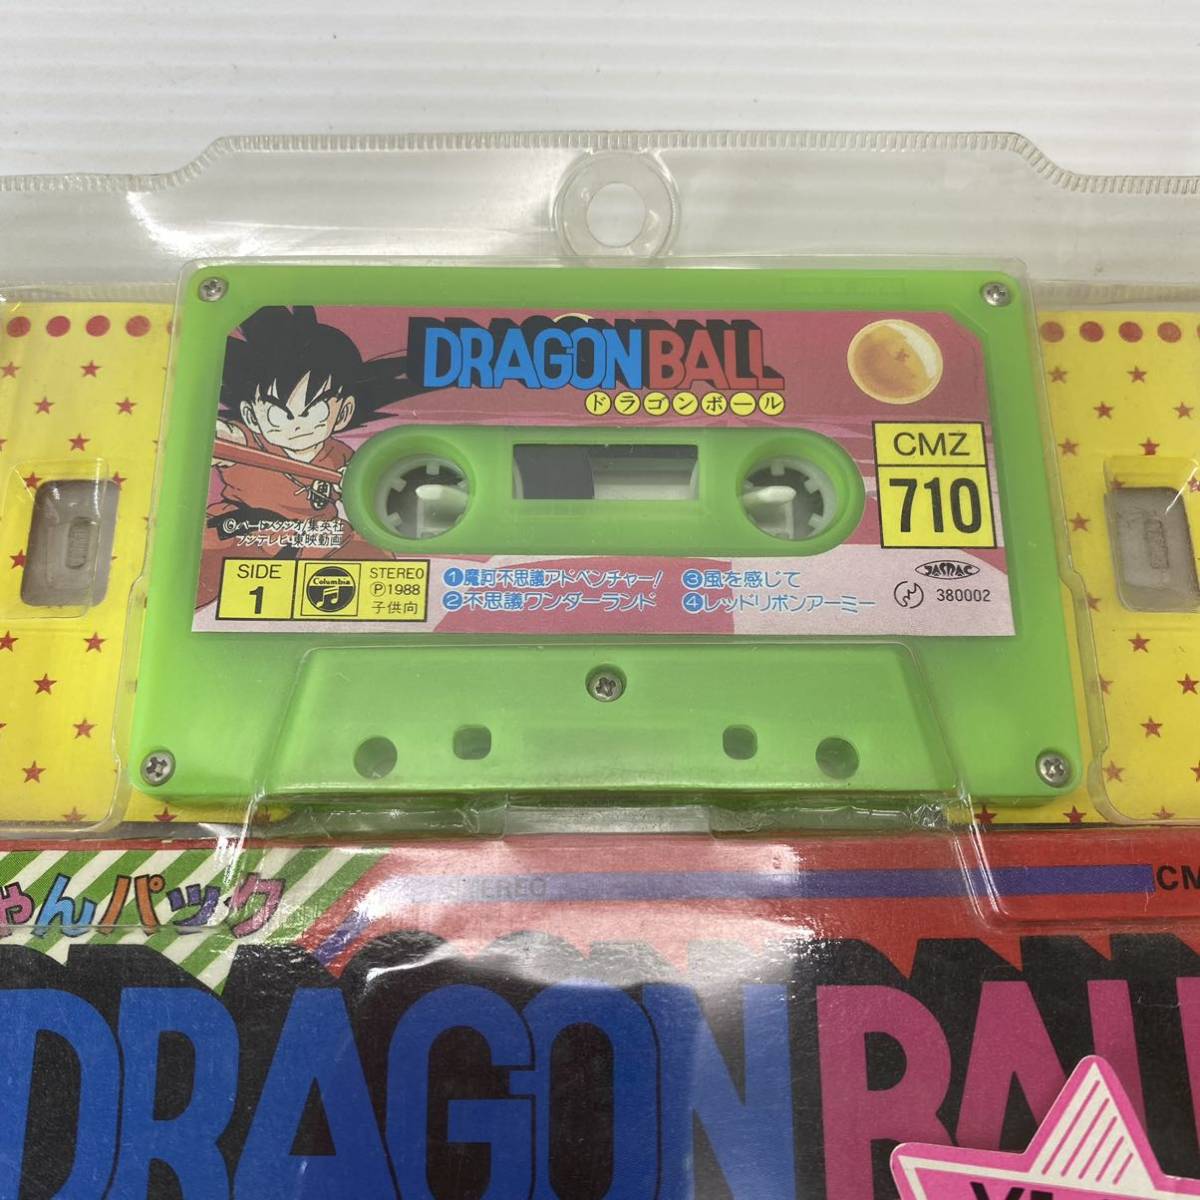 DRAGON BALL
ドラゴンボール
CMZ
710
©バードスタジオ/集英社
フジテレビ・東映動画
SIDE
1
Columbia
STEREO
Ⓟ1988
子供向
①魔訶不思議アドベンチャー!
②不思議ワンダーランド
③風を感じて
④レッドリボンアーミー
JASRAC
380002
ゃんパック
STEREO
CM
DRAGON BAL